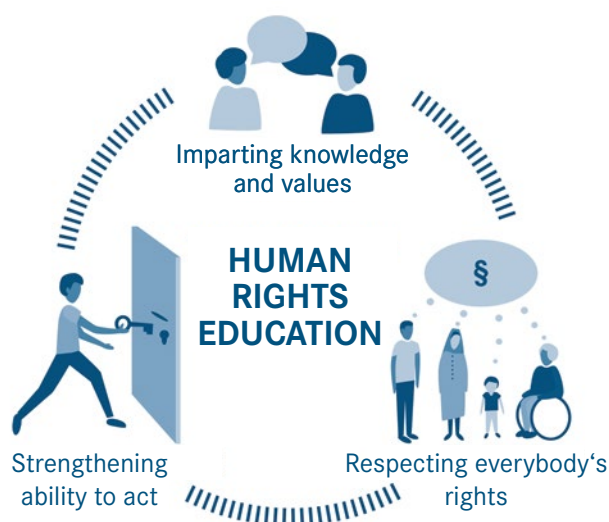 Imparting knowledge
and values
HUMAN
RIGHTS
EDUCATION
§
Strengthening
ability to act
Respecting everybody‘s
rights